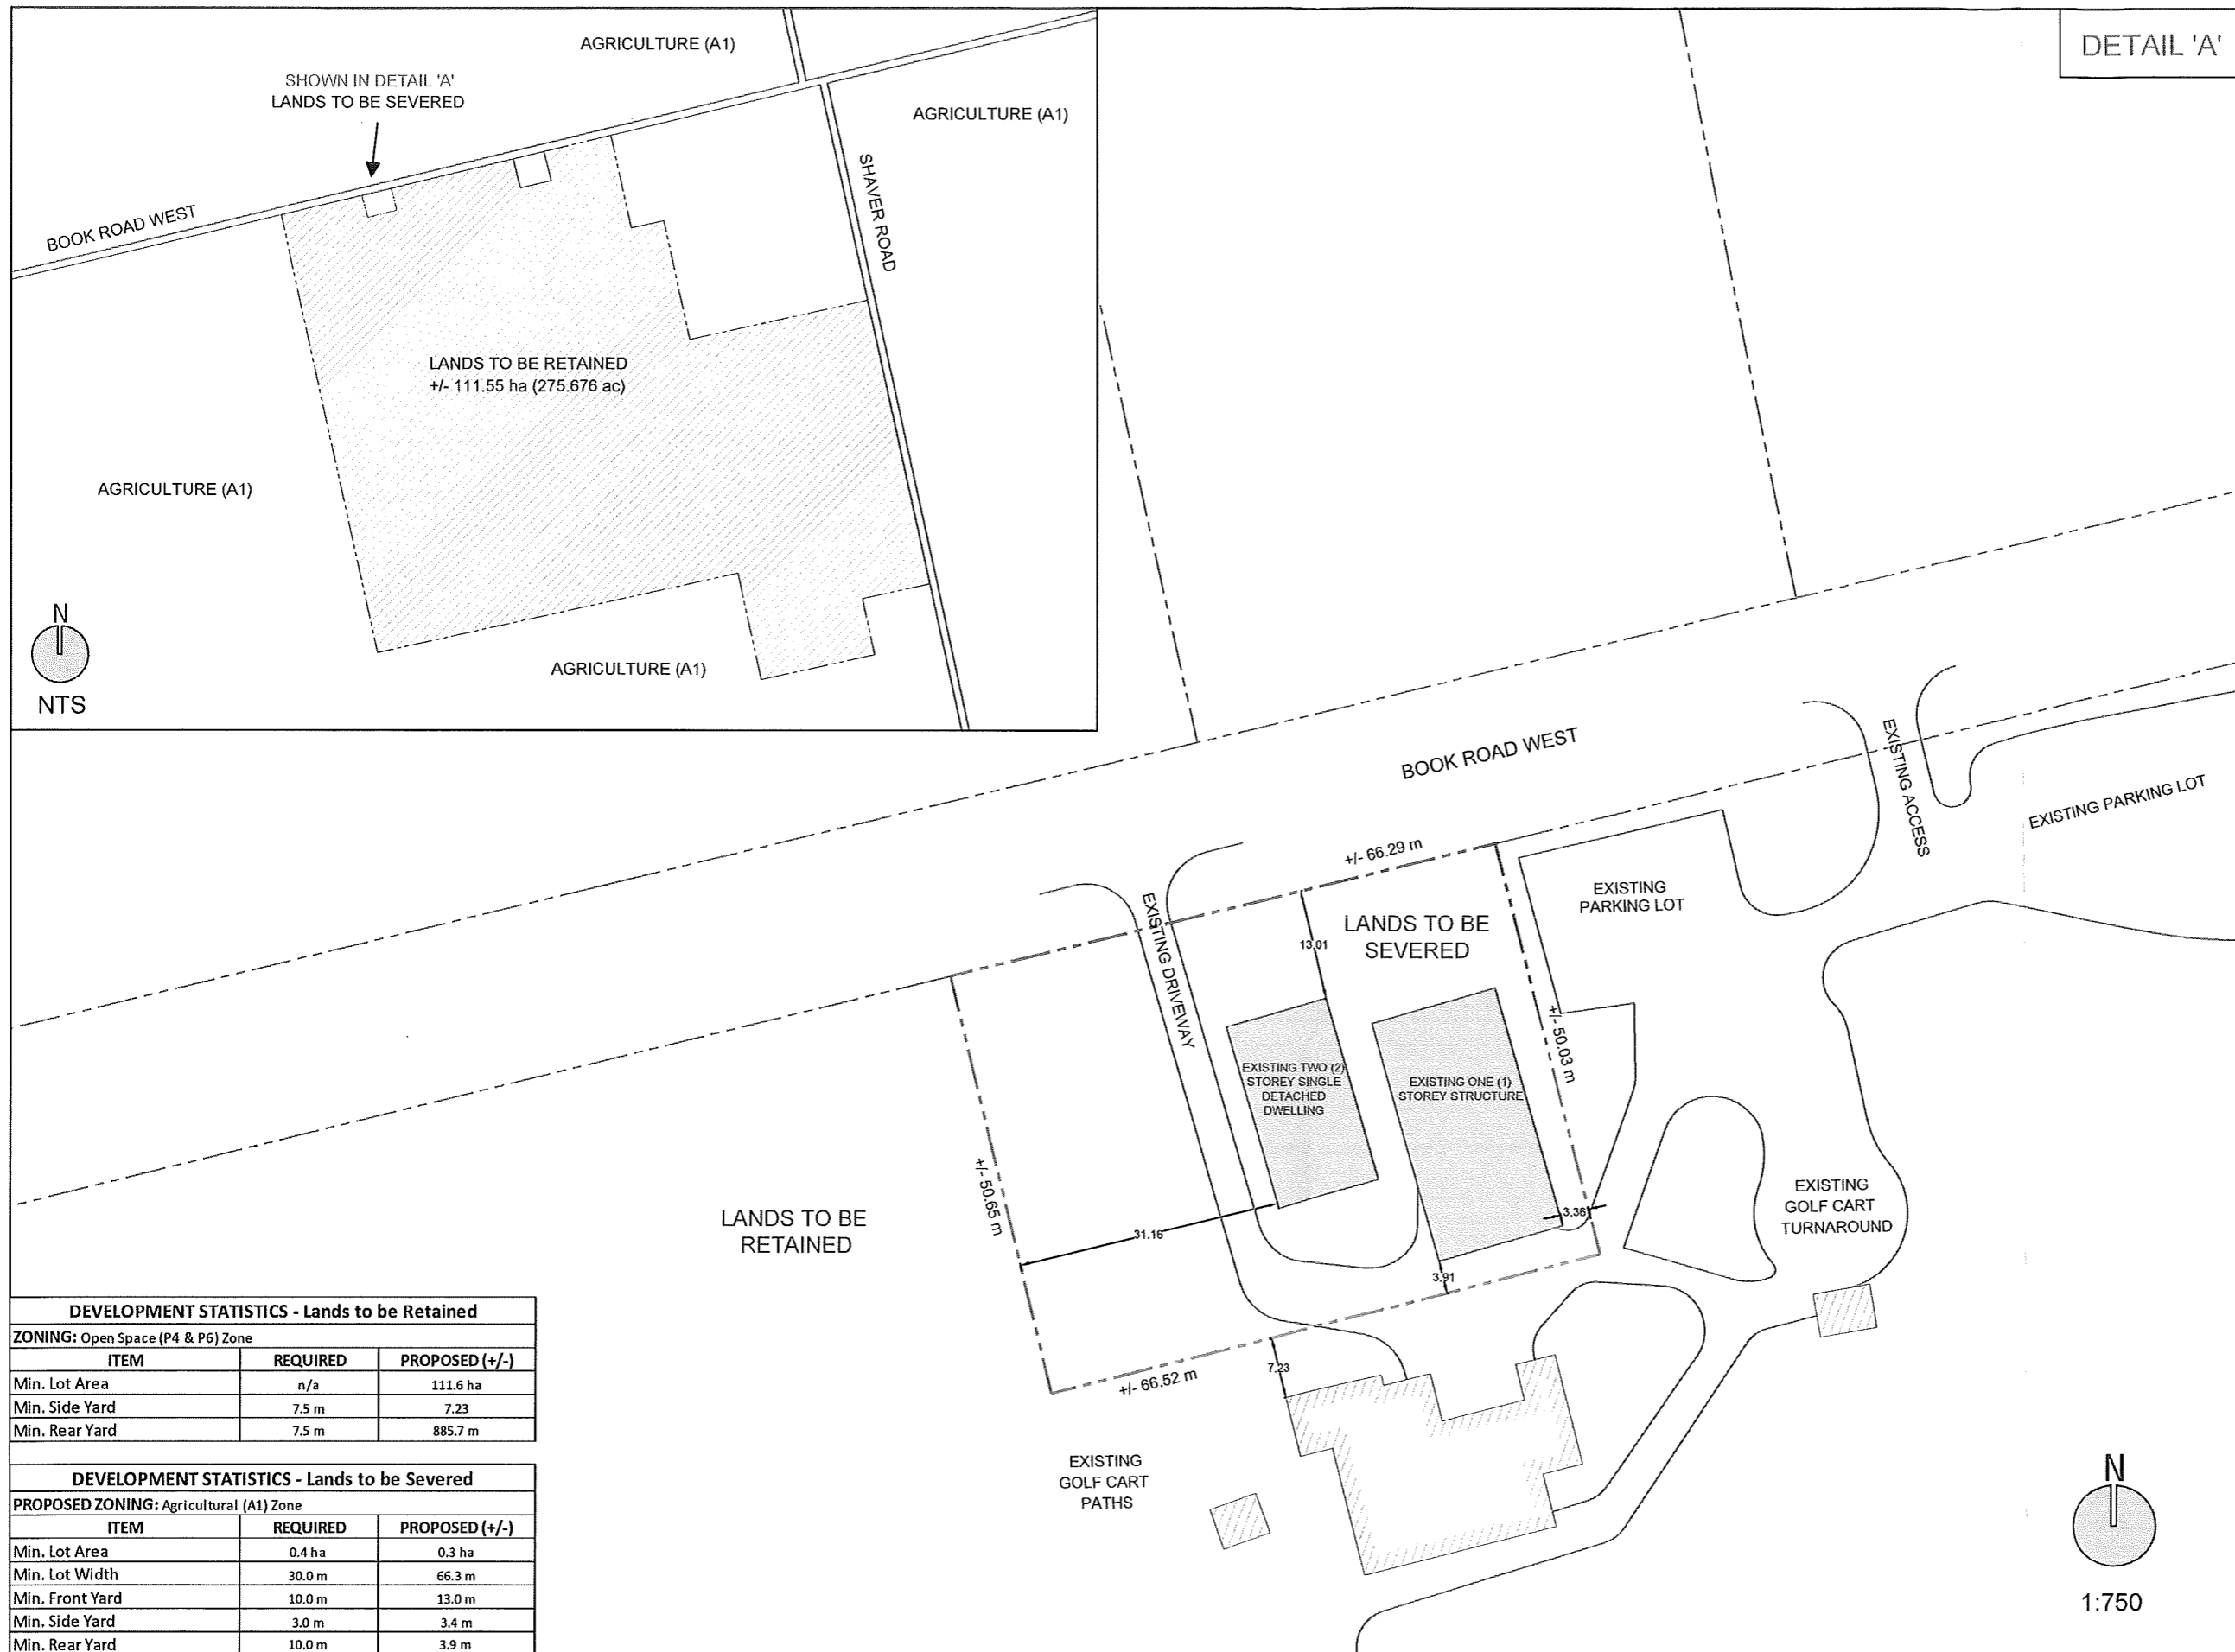 DETAIL 'A'
AGRICULTURE (A1)
SHOWN IN DETAIL 'A'
LANDS TO BE SEVERED
AGRICULTURE (A1)
SHAVER ROAD
BOOK ROAD WEST
LANDS TO BE RETAINED
+/- 111.55 ha (275.676 ac)
AGRICULTURE (A1)
AGRICULTURE (A1)
N
NTS
BOOK ROAD WEST
EXISTING ACCESS
EXISTING PARKING LOT
+/- 66.29 m
EXISTING
PARKING LOT
LANDS TO BE
SEVERED
13.01
EXISTING DRIVEWAY
+/- 50.03 m
EXISTING TWO (2)
STOREY SINGLE
DETACHED
DWELLING
EXISTING ONE (1)
STOREY STRUCTURE
+/- 50.65 m
LANDS TO BE
RETAINED
31.16
3.36
3.91
EXISTING
GOLF CART
TURNAROUND
7.23
+/- 66.52 m
EXISTING
GOLF CART
PATHS
N
1:750
DEVELOPMENT STATISTICS - Lands to be Retained
ZONING: Open Space (P4 & P6) Zone
ITEM REQUIRED PROPOSED (+/-)
Min. Lot Area n/a 111.6 ha
Min. Side Yard 7.5 m 7.23
Min. Rear Yard 7.5 m 885.7 m
DEVELOPMENT STATISTICS - Lands to be Severed
PROPOSED ZONING: Agricultural (A1) Zone
ITEM REQUIRED PROPOSED (+/-)
Min. Lot Area 0.4 ha 0.3 ha
Min. Lot Width 30.0 m 66.3 m
Min. Front Yard 10.0 m 13.0 m
Min. Side Yard 3.0 m 3.4 m
Min. Rear Yard 10.0 m 3.9 m